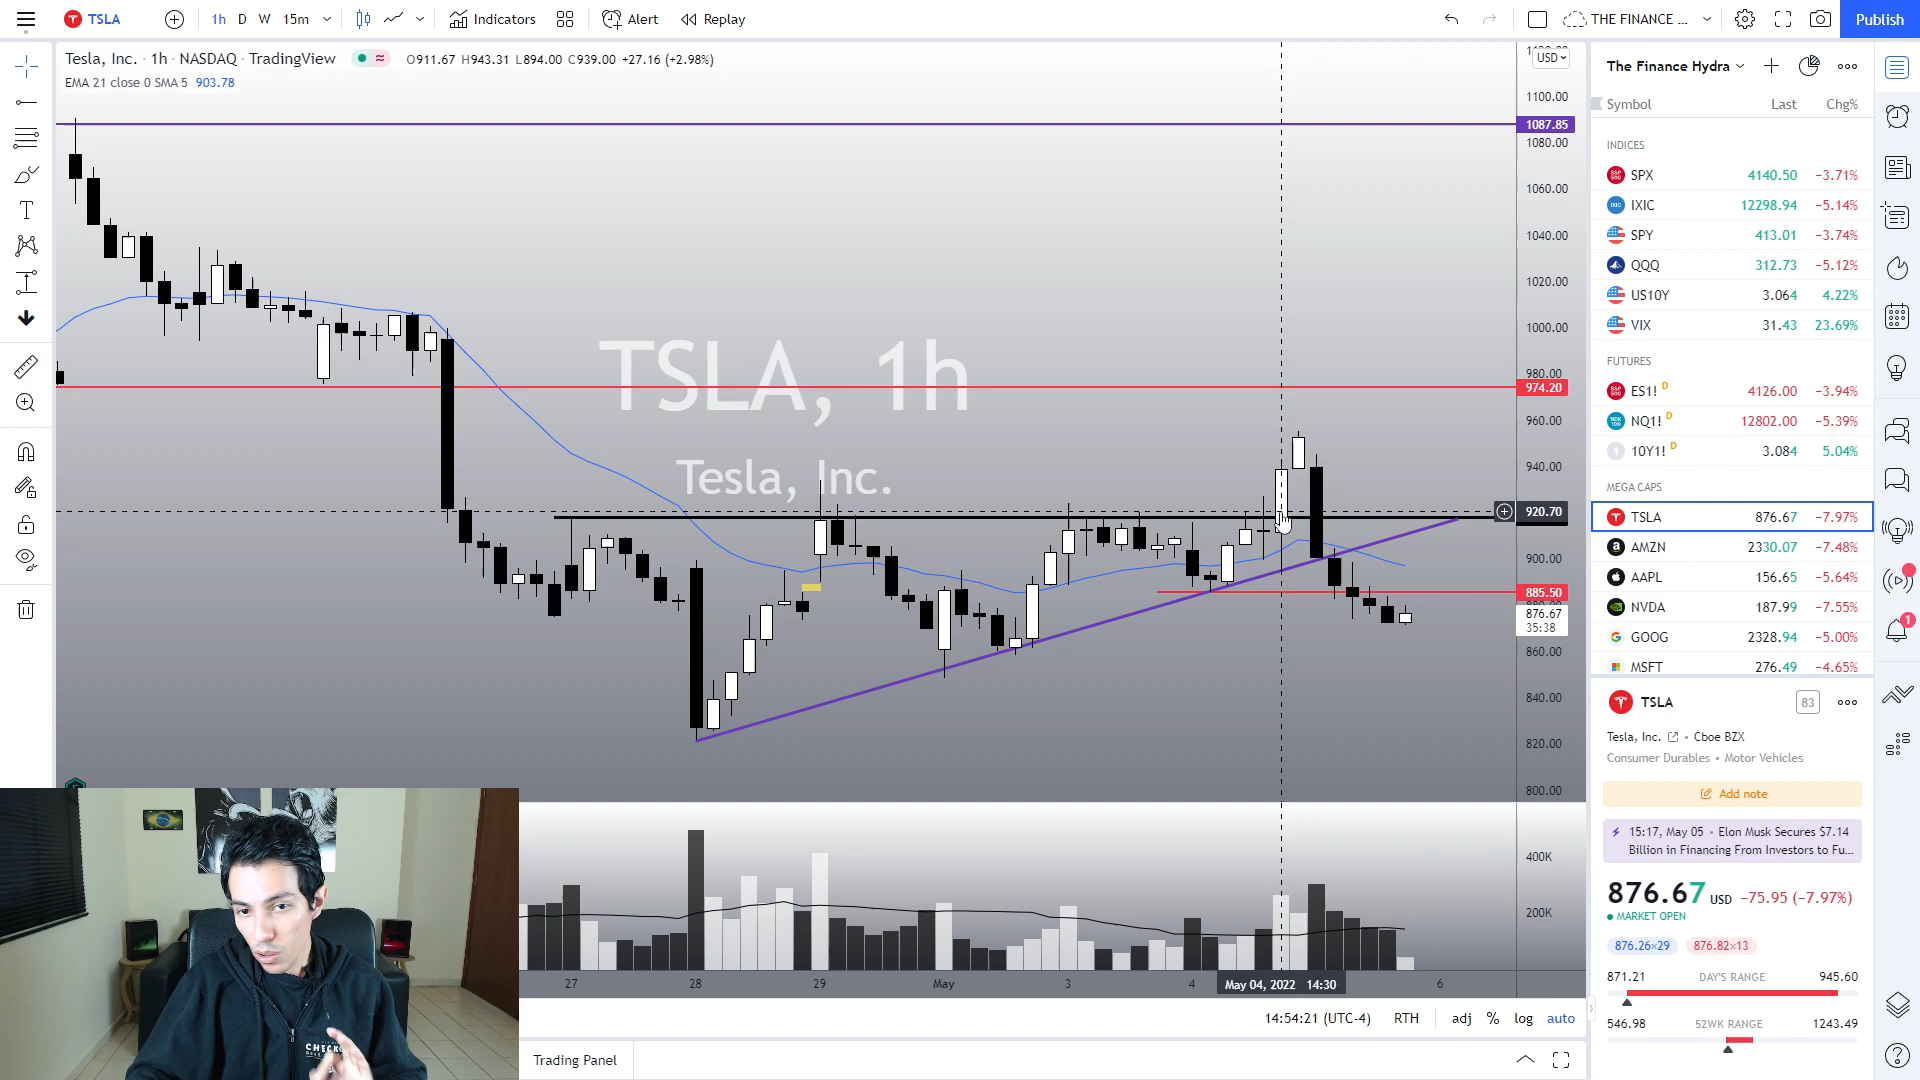 TSLA
1h
D
W
15m
Indicators
Alert
Replay
THE FINANCE ...
Publish
Tesla, Inc. · 1h · NASDAQ · TradingView
O911.67 H943.31 L894.00 C939.00 +27.16 (+2.98%)
EMA 21 close 0 SMA 5 903.78
USD
1100.00
1087.85
1080.00
1060.00
1040.00
1020.00
1000.00
980.00
974.20
960.00
940.00
920.70
900.00
885.50
876.67
35:38
860.00
840.00
820.00
800.00
400K
200K
TSLA, 1h
Tesla, Inc.
27
28
29
May
3
4
May 04, 2022 14:30
6
14:54:21 (UTC-4)
RTH
adj
%
log
auto
Trading Panel
CHECK
The Finance Hydra
Symbol Last Chg%
INDICES
SPX 4140.50 −3.71%
IXIC 12298.94 −5.14%
SPY 413.01 −3.74%
QQQ 312.73 −5.12%
US10Y 3.064 4.22%
VIX 31.43 23.69%
FUTURES
ES1! D 4126.00 −3.94%
NQ1! D 12802.00 −5.39%
10Y1! D 3.084 5.04%
MEGA CAPS
TSLA 876.67 −7.97%
AMZN 2330.07 −7.48%
AAPL 156.65 −5.64%
NVDA 187.99 −7.55%
GOOG 2328.94 −5.00%
MSFT 276.49 −4.65%
TSLA
83
Tesla, Inc. • Cboe BZX
Consumer Durables • Motor Vehicles
Add note
15:17, May 05 • Elon Musk Secures $7.14
Billion in Financing From Investors to Fu...
876.67 USD −75.95 (−7.97%)
MARKET OPEN
876.26×29
876.82×13
871.21 DAY'S RANGE 945.60
546.98 52WK RANGE 1243.49
1